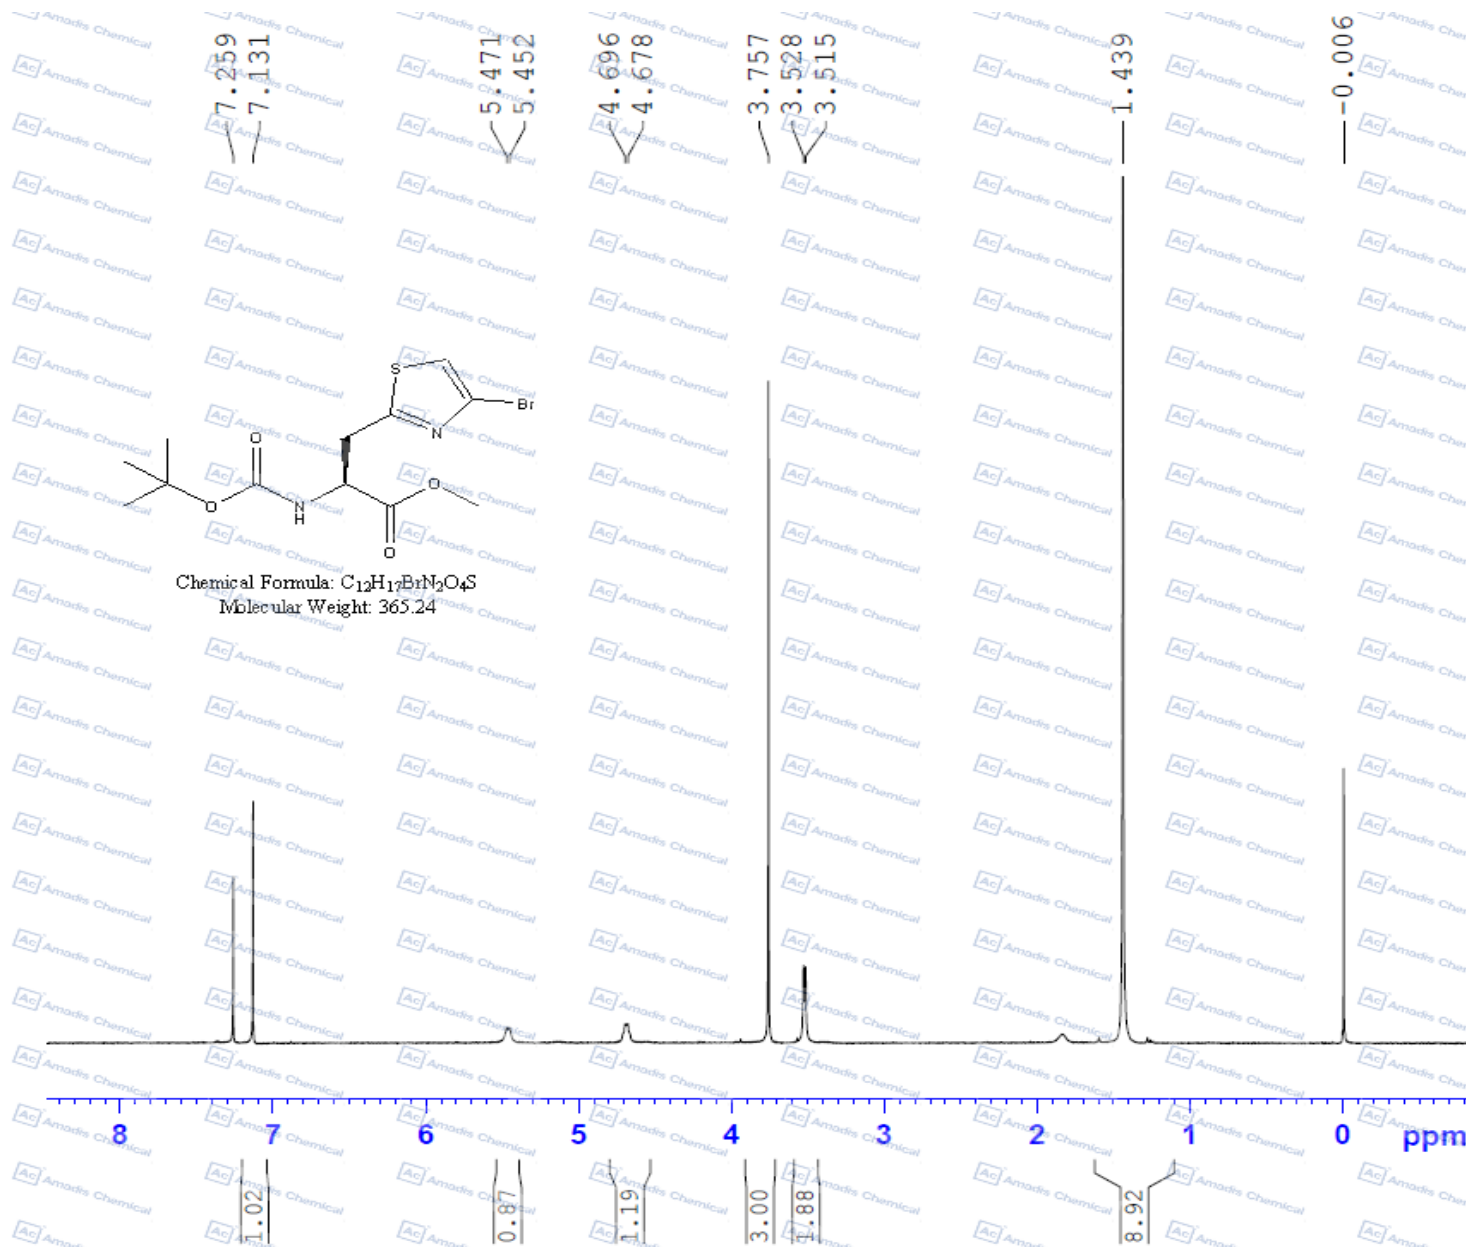 7.259
7.131
5.471
5.452
4.696
4.678
3.757
3.528
3.515
1.439
-0.006
S
Br
N
O
O
O
N
H
O
O
Chemical Formula: C₁₂H₁₇BrN₂O₄S
Molecular Weight: 365.24
8 7 6 5 4 3 2 1 0 ppm
1.02
0.87
1.19
3.00
1.88
8.92
Ac Amadis Chemical